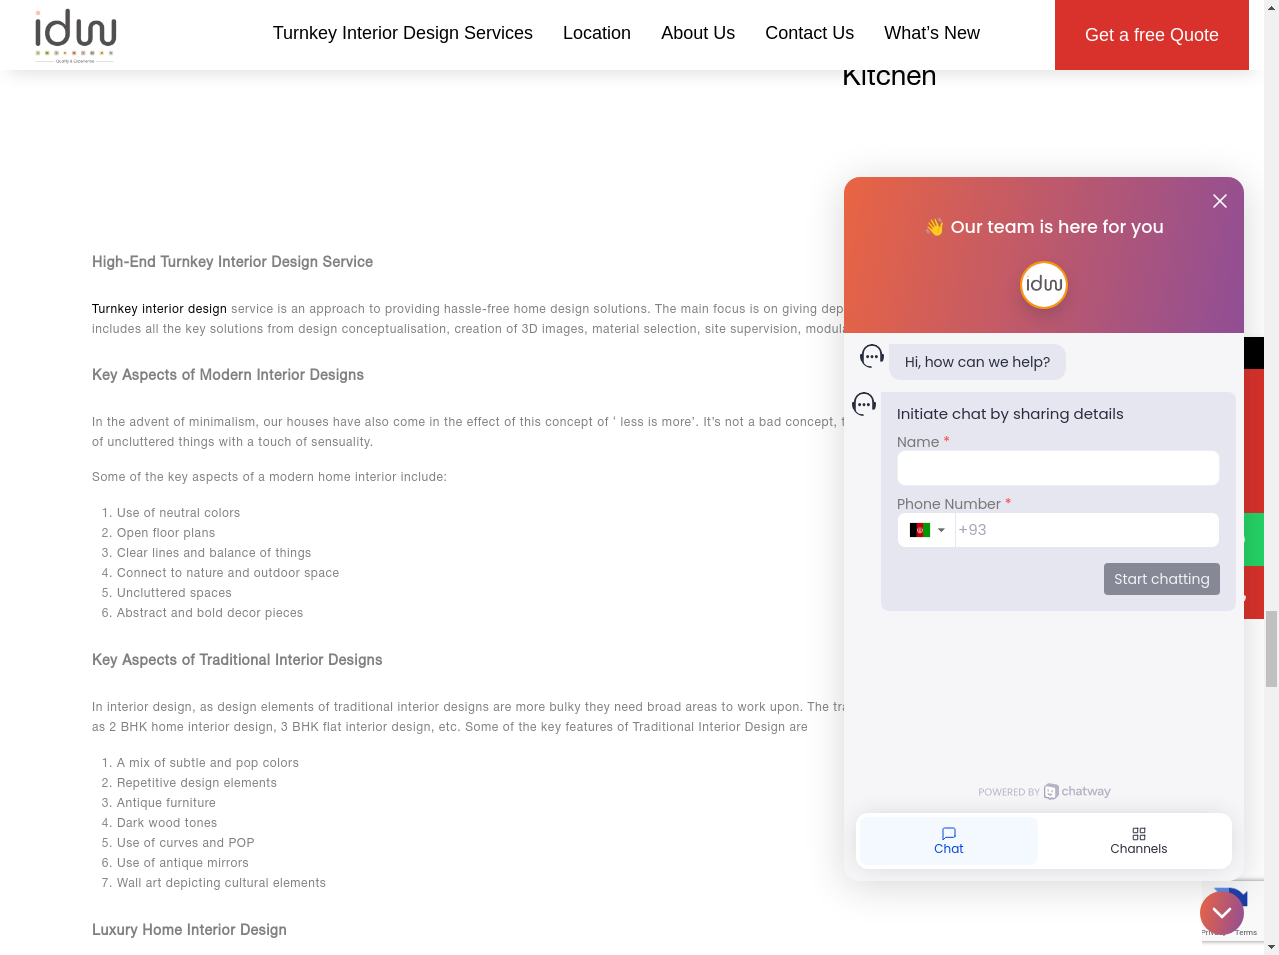 idw
Quality & Experience
Turnkey Interior Design Services
Location
About Us
Contact Us
What's New
Get a free Quote
Kitchen
High-End Turnkey Interior Design Service
Turnkey interior design service is an approach to providing hassle-free home design solutions. The main focus is on giving
includes all the key solutions from design conceptualisation, creation of 3D images, material selection, site supervision,
Key Aspects of Modern Interior Designs
In the advent of minimalism, our houses have also come in the effect of this concept of ‘ less is more’. It’s not a bad concept,
of uncluttered things with a touch of sensuality.
Some of the key aspects of a modern home interior include:
1. Use of neutral colors
2. Open floor plans
3. Clear lines and balance of things
4. Connect to nature and outdoor space
5. Uncluttered spaces
6. Abstract and bold decor pieces
Key Aspects of Traditional Interior Designs
In interior design, as design elements of traditional interior designs are more bulky they need broad areas to work upon. The
as 2 BHK home interior design, 3 BHK flat interior design, etc. Some of the key features of Traditional Interior Design are
1. A mix of subtle and pop colors
2. Repetitive design elements
3. Antique furniture
4. Dark wood tones
5. Use of curves and POP
6. Use of antique mirrors
7. Wall art depicting cultural elements
Luxury Home Interior Design
👋 Our team is here for you
idw
Hi, how can we help?
Initiate chat by sharing details
Name *
Phone Number *
+93
Start chatting
POWERED BY chatway
Chat
Channels
Terms